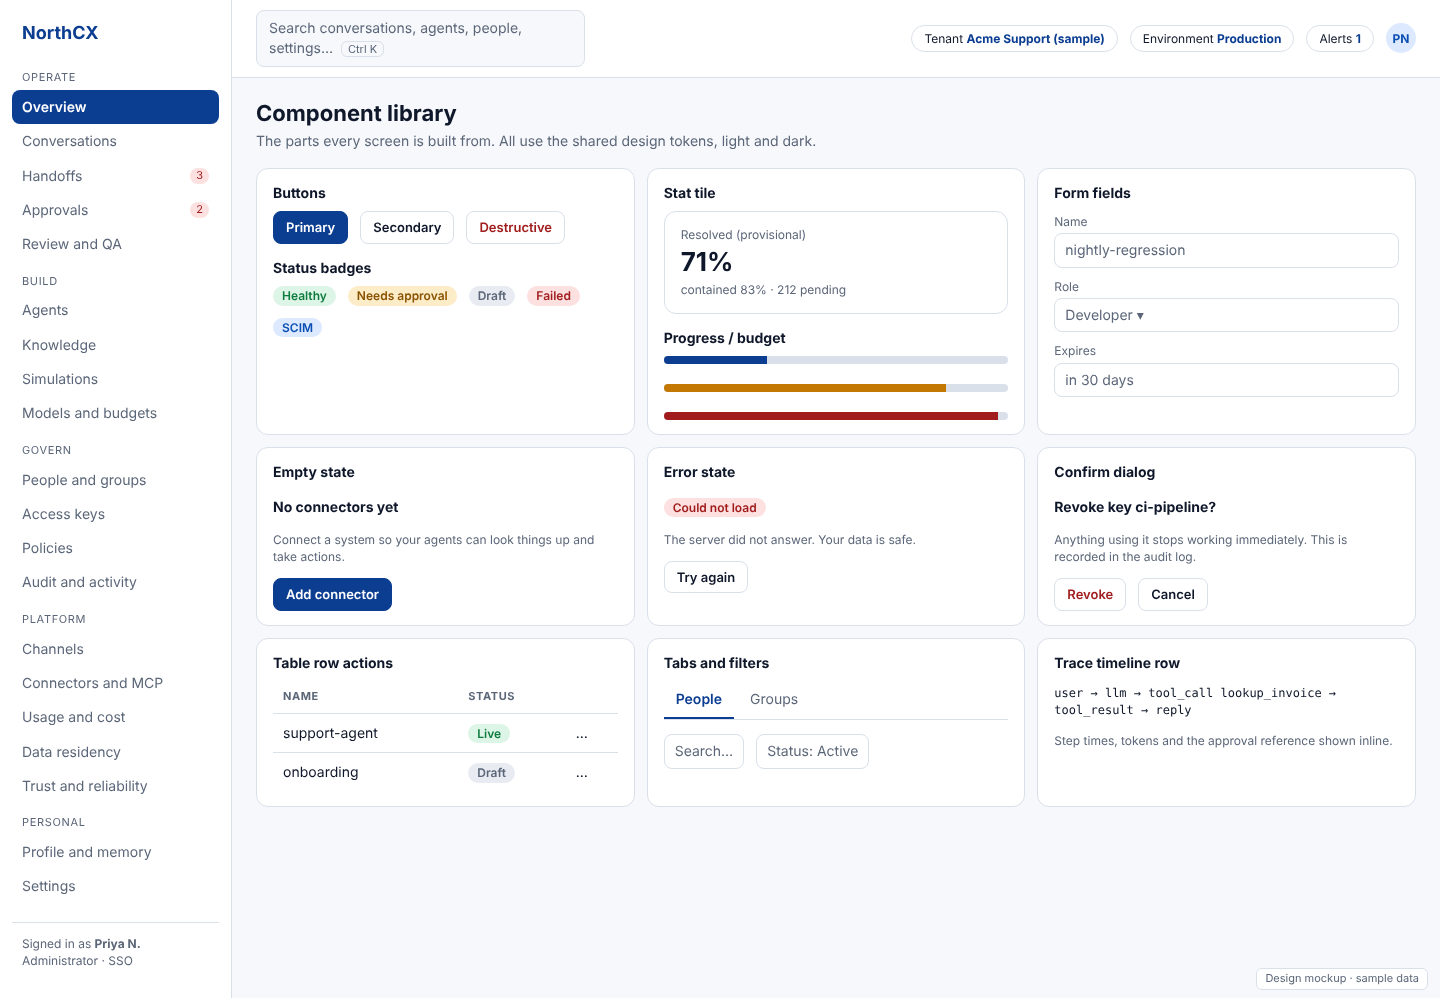 NorthCX
OPERATE
Overview
Conversations
Handoffs 3
Approvals 2
Review and QA
BUILD
Agents
Knowledge
Simulations
Models and budgets
GOVERN
People and groups
Access keys
Policies
Audit and activity
PLATFORM
Channels
Connectors and MCP
Usage and cost
Data residency
Trust and reliability
PERSONAL
Profile and memory
Settings
Signed in as Priya N.
Administrator · SSO
Search conversations, agents, people,
settings... Ctrl K
Tenant Acme Support (sample)
Environment Production
Alerts 1
PN
Component library
The parts every screen is built from. All use the shared design tokens, light and dark.
Buttons
Primary Secondary Destructive
Status badges
Healthy Needs approval Draft Failed
SCIM
Stat tile
Resolved (provisional)
71%
contained 83% · 212 pending
Progress / budget
Form fields
Name
nightly-regression
Role
Developer ▾
Expires
in 30 days
Empty state
No connectors yet
Connect a system so your agents can look things up and
take actions.
Add connector
Error state
Could not load
The server did not answer. Your data is safe.
Try again
Confirm dialog
Revoke key ci-pipeline?
Anything using it stops working immediately. This is
recorded in the audit log.
Revoke Cancel
Table row actions
NAME STATUS
support-agent Live ...
onboarding Draft ...
Tabs and filters
People Groups
Search... Status: Active
Trace timeline row
user → llm → tool_call lookup_invoice →
tool_result → reply
Step times, tokens and the approval reference shown inline.
Design mockup · sample data